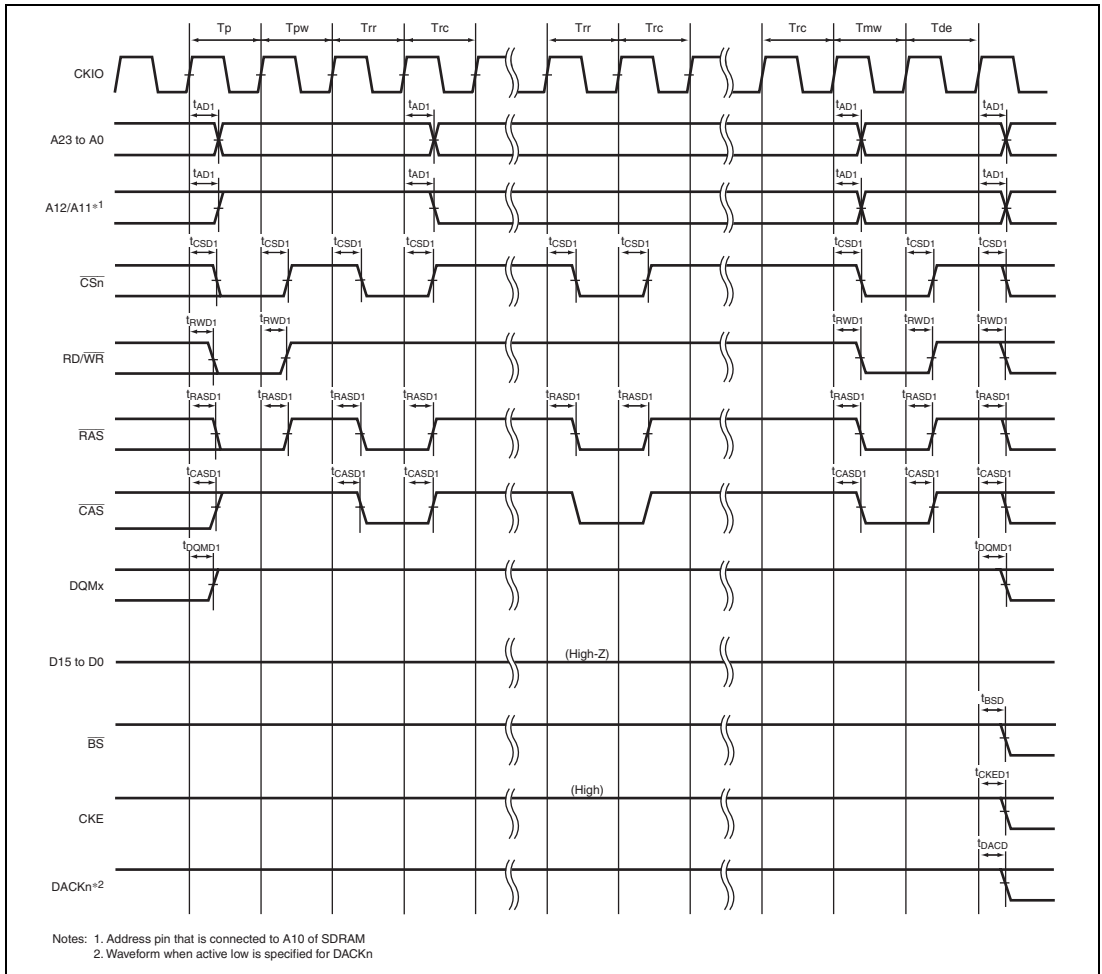 Tp Tpw Trr Trc Trr Trc Trc Tmw Tde
CKIO
tAD1 tAD1 tAD1 tAD1
A23 to A0
tAD1 tAD1 tAD1 tAD1
A12/A11*1
tCSD1 tCSD1 tCSD1 tCSD1 tCSD1 tCSD1 tCSD1 tCSD1 tCSD1
CSn
tRWD1 tRWD1 tRWD1 tRWD1 tRWD1
RD/WR
tRASD1 tRASD1 tRASD1 tRASD1 tRASD1 tRASD1 tRASD1 tRASD1 tRASD1
RAS
tCASD1 tCASD1 tCASD1 tCASD1 tCASD1 tCASD1
CAS
tDQMD1 tDQMD1
DQMx
(High-Z)
D15 to D0
tBSD
BS
tCKED1
(High)
CKE
tDACD
DACKn*2
Notes: 1. Address pin that is connected to A10 of SDRAM
2. Waveform when active low is specified for DACKn